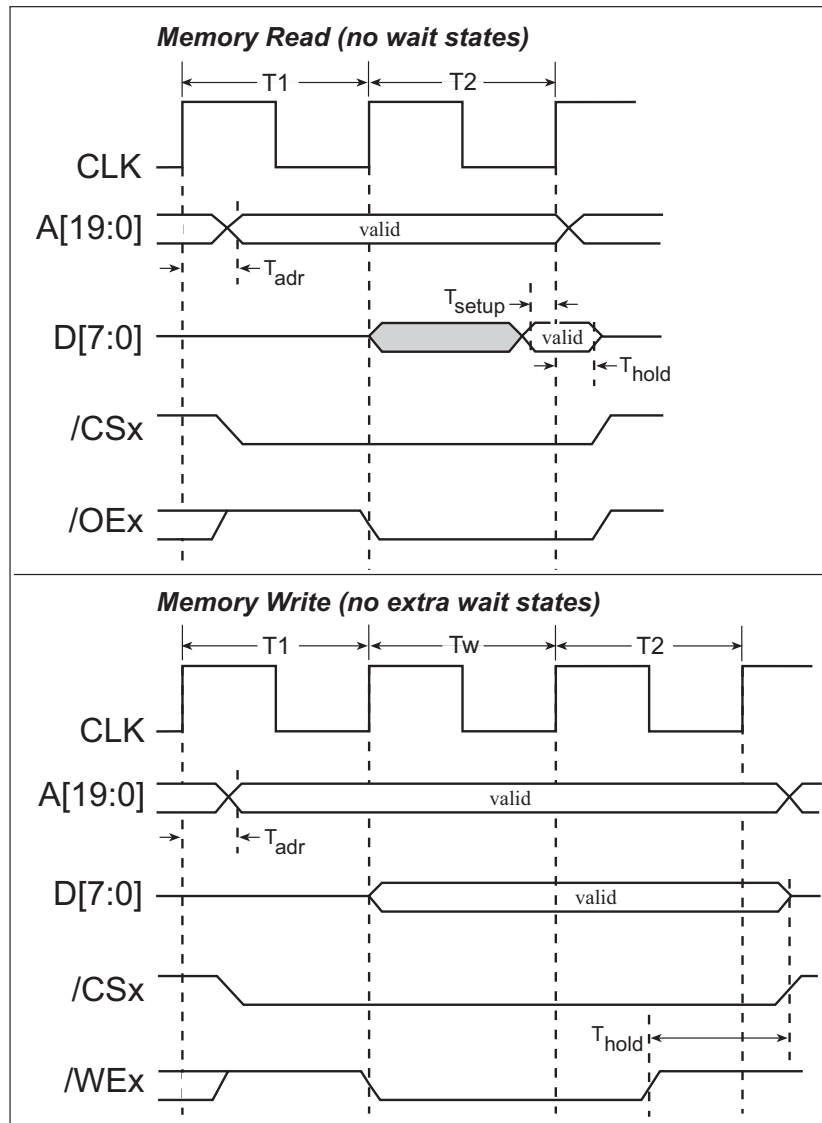 Memory Read (no wait states)
T1 T2
CLK
A[19:0] valid
Tadr
Tsetup
D[7:0] valid
Thold
/CSx
/OEx
Memory Write (no extra wait states)
T1 Tw T2
CLK
A[19:0] valid
Tadr
D[7:0] valid
/CSx
Thold
/WEx